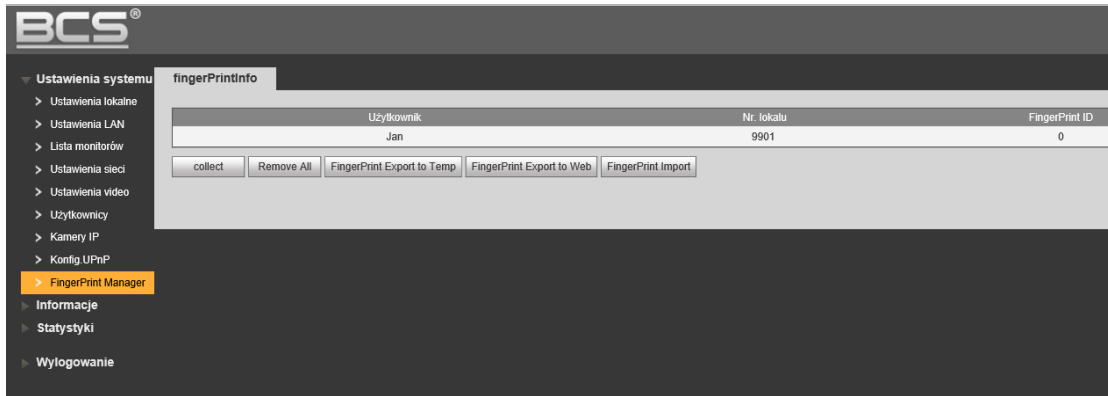 BCS®
Ustawienia systemu
Ustawienia lokalne
Ustawienia LAN
Lista monitorów
Ustawienia sieci
Ustawienia video
Użytkownicy
Kamery IP
Konfig.UPnP
FingerPrint Manager
Informacje
Statystyki
Wylogowanie
fingerPrintInfo
Użytkownik Nr. lokalu FingerPrint ID
Jan 9901 0
collect Remove All FingerPrint Export to Temp FingerPrint Export to Web FingerPrint Import